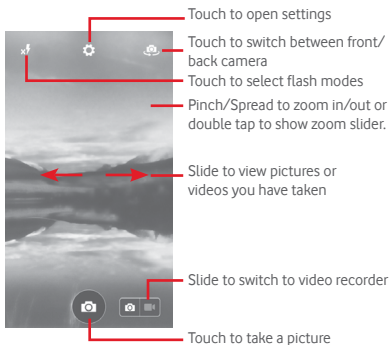 Touch to open settings
Touch to switch between front/
back camera
Touch to select flash modes
Pinch/Spread to zoom in/out or
double tap to show zoom slider.
Slide to view pictures or
videos you have taken
Slide to switch to video recorder
Touch to take a picture